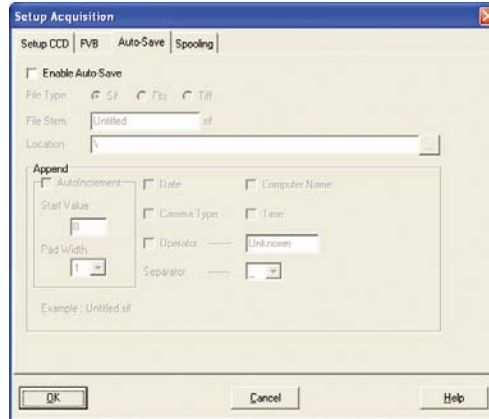 Setup Acquisition
Setup CCD FVB Auto-Save Spooling
Enable Auto-Save
File Type Sif Fits Tiff
File Stem Untitled .sif
Location \ ...
Append
AutoIncrement Date Computer Name
Start Value Camera Type Time
0
Pad Width Operator Unknown
1 Separator _
Example : Untitled.sif
OK Cancel Help